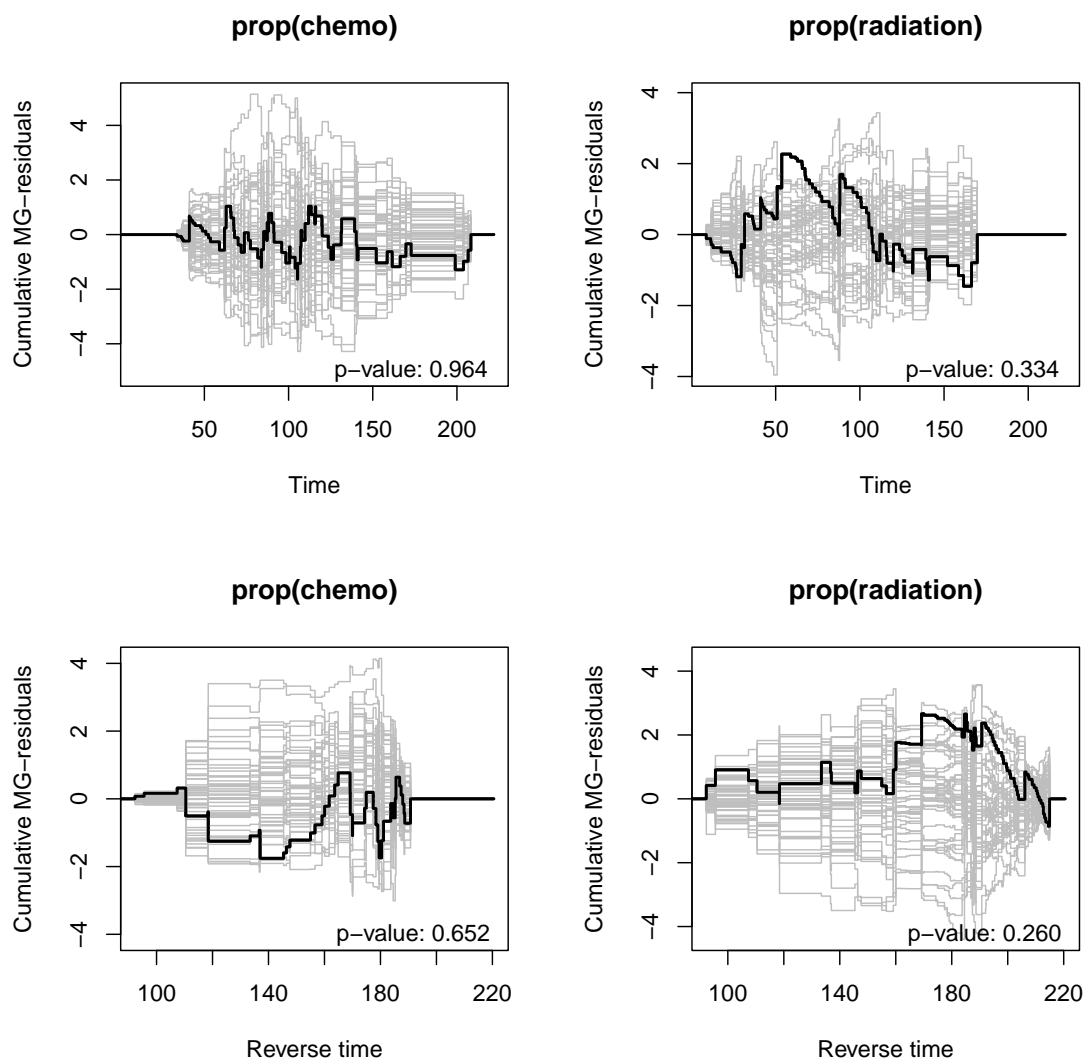 prop(chemo)
Cumulative MG−residuals
4
2
0
−2
−4
p−value: 0.964
50
100
150
200
Time
prop(radiation)
Cumulative MG−residuals
4
2
0
−2
−4
p−value: 0.334
50
100
150
200
Time
prop(chemo)
Cumulative MG−residuals
4
2
0
−2
−4
p−value: 0.652
100
140
180
220
Reverse time
prop(radiation)
Cumulative MG−residuals
4
2
0
−2
−4
p−value: 0.260
100
140
180
220
Reverse time